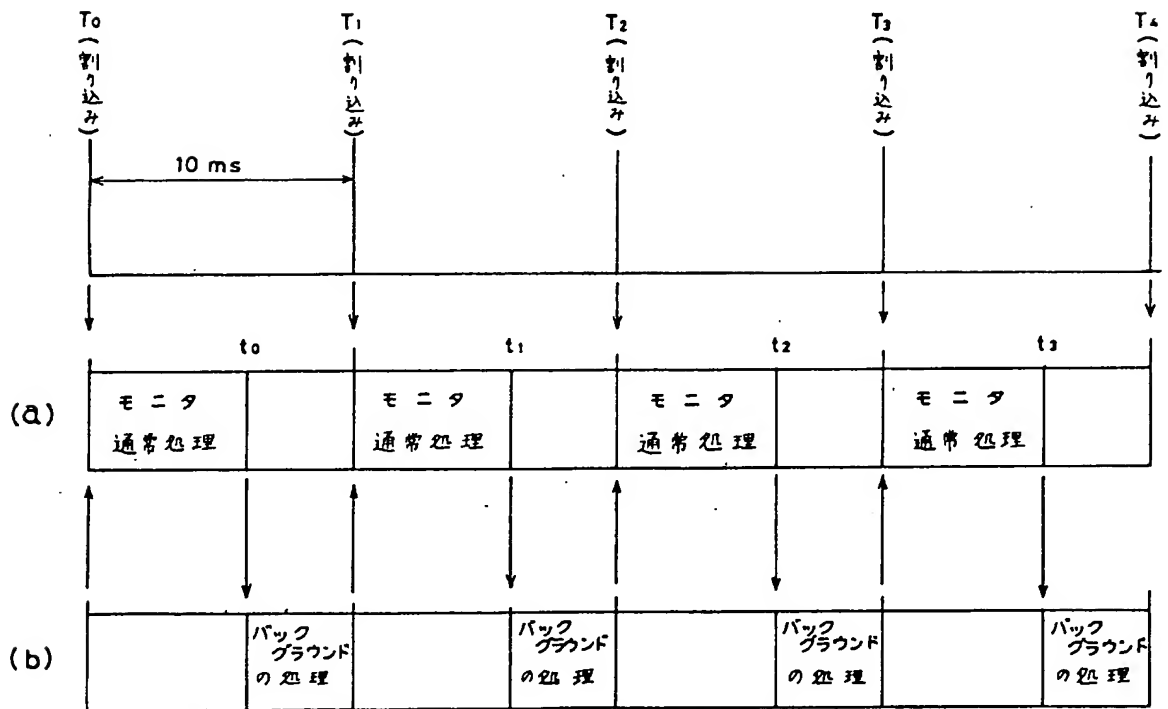 T0 (割り込み)
T1 (割り込み)
T2 (割り込み)
T3 (割り込み)
T4 (割り込み)
10 ms
t0
t1
t2
t3
(a)
モニタ
通常処理
モニタ
通常処理
モニタ
通常処理
モニタ
通常処理
(b)
バック
グラウンド
の処理
バック
グラウンド
の処理
バック
グラウンド
の処理
バック
グラウンド
の処理